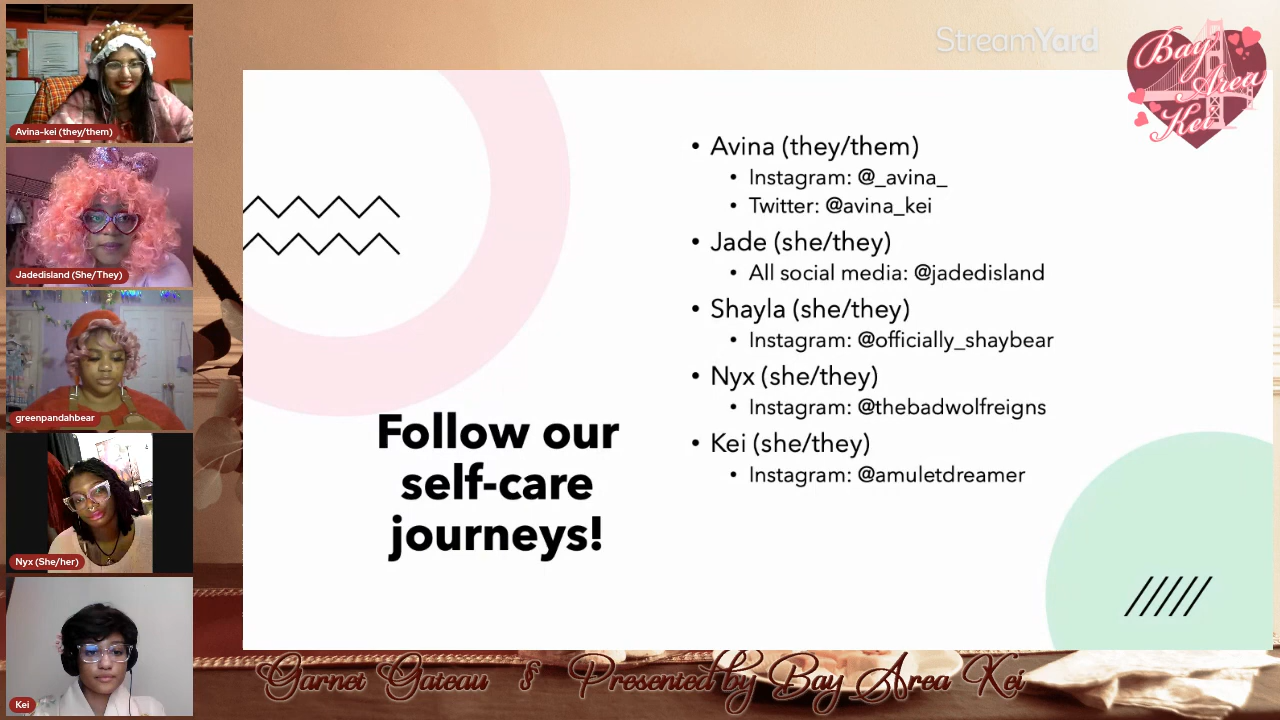 Avina-kei (they/them)
Jadedisland (She/They)
greenpandahbear
Nyx (She/her)
Kei
StreamYard
Bay
Area
Kei
Follow our
self-care
journeys!
• Avina (they/them)
• Instagram: @_avina_
• Twitter: @avina_kei
• Jade (she/they)
• All social media: @jadedisland
• Shayla (she/they)
• Instagram: @officially_shaybear
• Nyx (she/they)
• Instagram: @thebadwolfreigns
• Kei (she/they)
• Instagram: @amuletdreamer
Garnet Gateau § Presented by Bay Area Kei